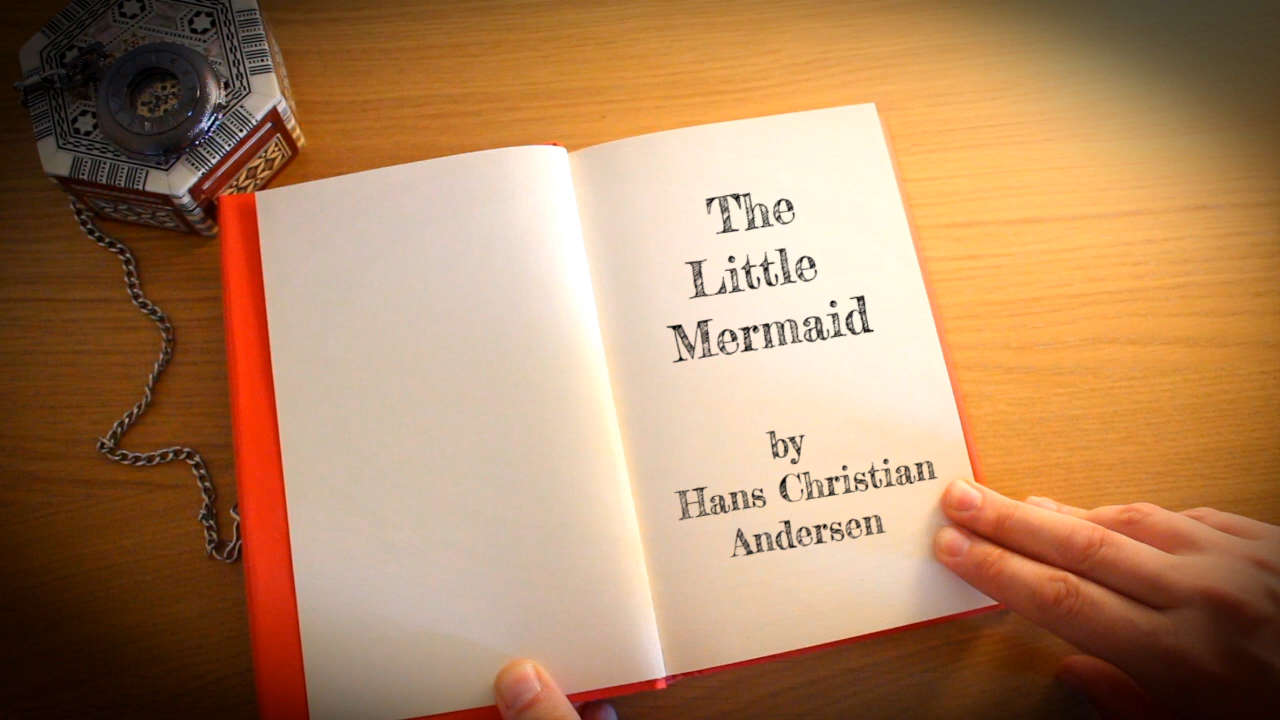 The
Little
Mermaid
by
Hans Christian
Andersen